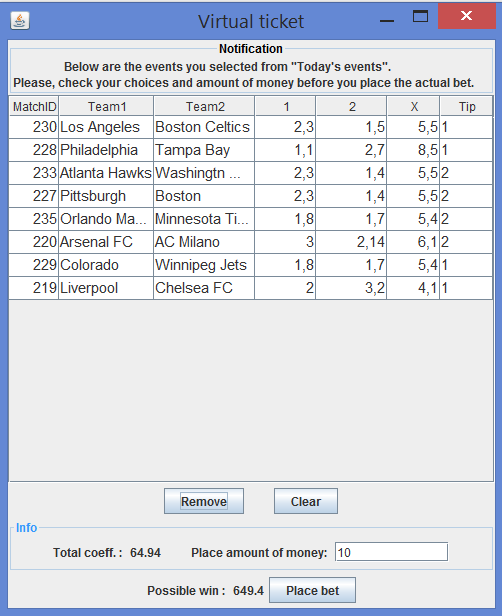 Virtual ticket
Notification
Below are the events you selected from "Today's events".
Please, check your choices and amount of money before you place the actual bet.
MatchID Team1 Team2 1 2 X Tip
230 Los Angeles Boston Celtics 2,3 1,5 5,5 1
228 Philadelphia Tampa Bay 1,1 2,7 8,5 1
233 Atlanta Hawks Washingtn ... 2,3 1,4 5,5 2
227 Pittsburgh Boston 2,3 1,4 5,5 2
235 Orlando Ma... Minnesota Ti... 1,8 1,7 5,4 2
220 Arsenal FC AC Milano 3 2,14 6,1 2
229 Colorado Winnipeg Jets 1,8 1,7 5,4 1
219 Liverpool Chelsea FC 2 3,2 4,1 1
Remove Clear
Info
Total coeff. : 64.94 Place amount of money: 10
Possible win : 649.4 Place bet